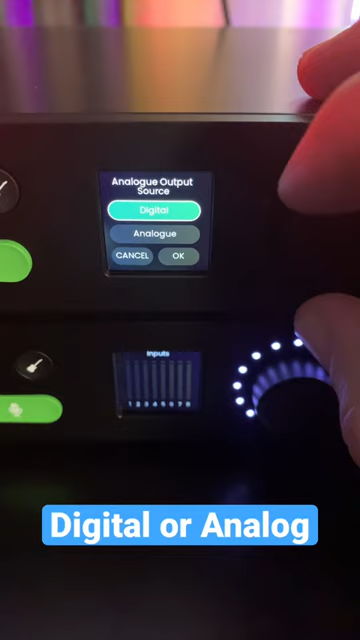 Analogue Output
Source
Digital
Analogue
CANCEL OK
Inputs
1 2 3 4 5 6 7 8
Digital or Analog